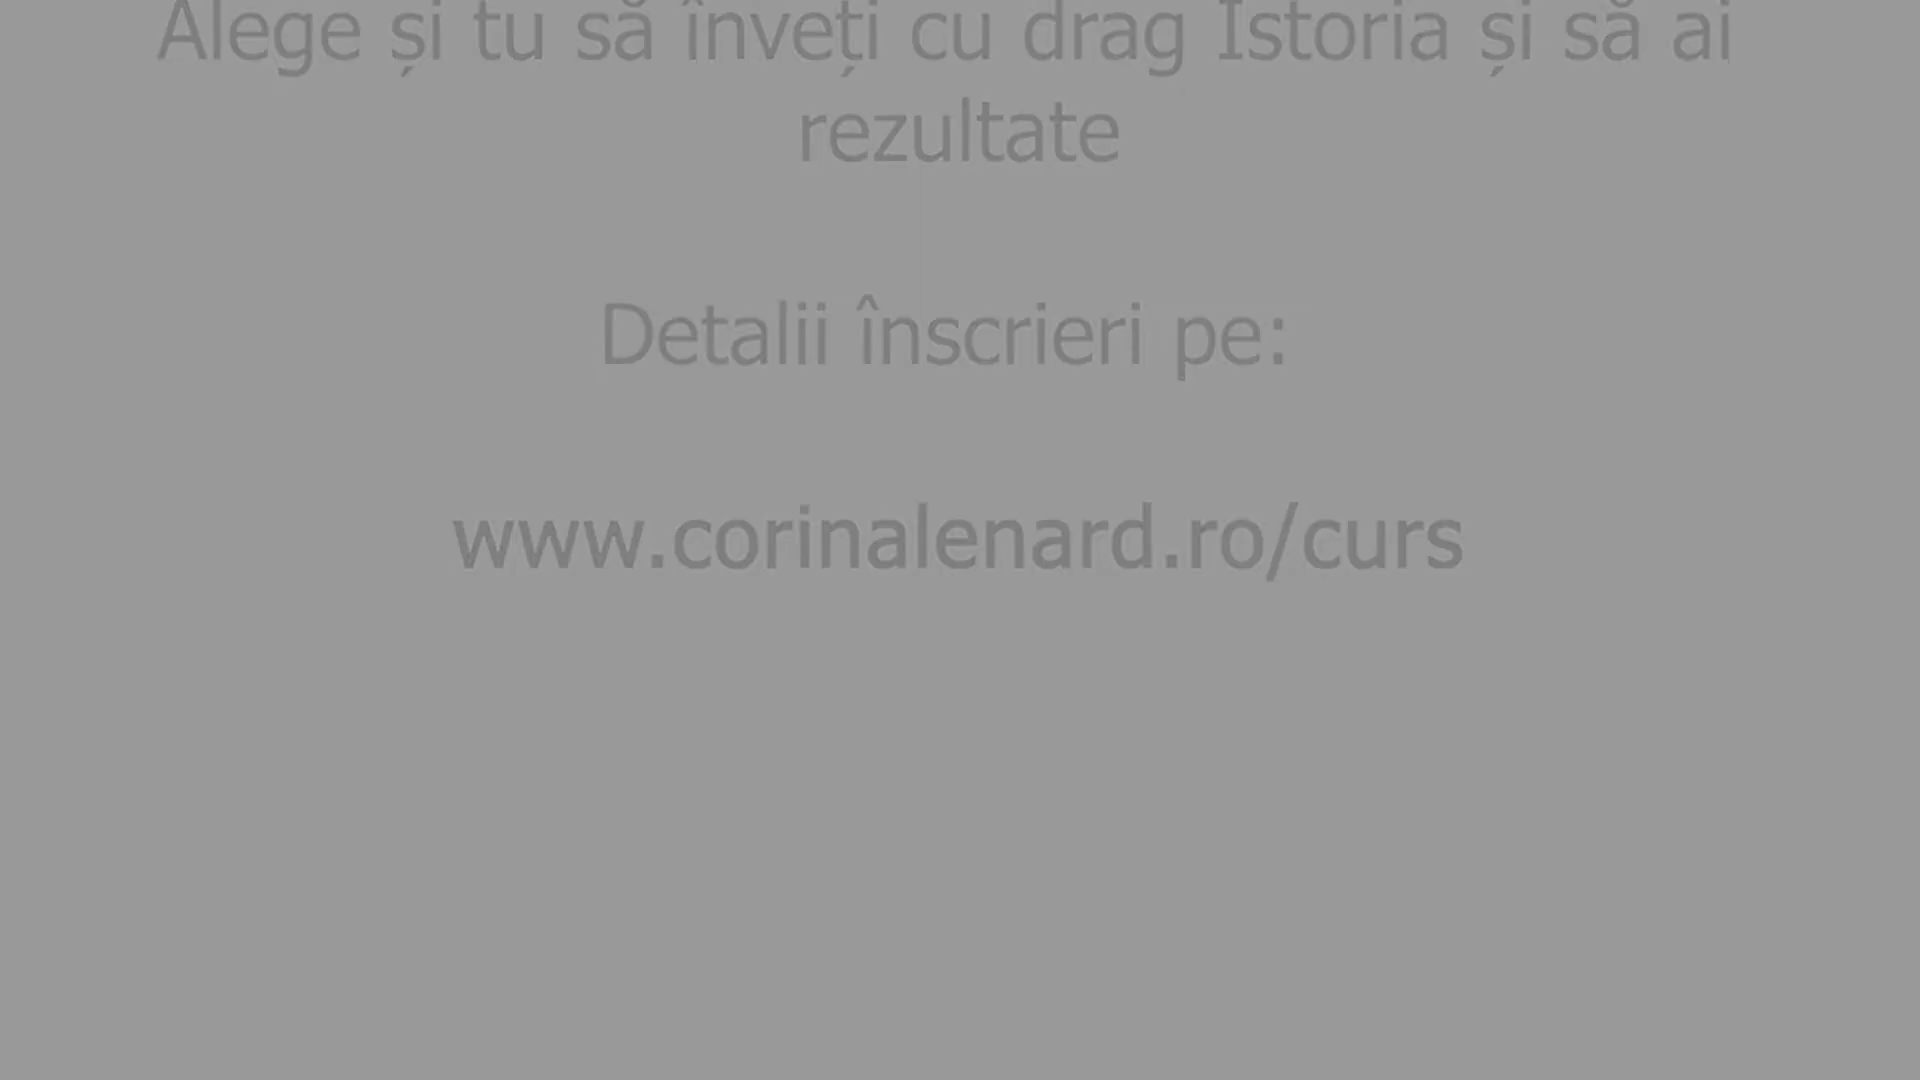 Alege și tu să înveți cu drag Istoria și să ai
rezultate
Detalii înscrieri pe:
www.corinalenard.ro/curs